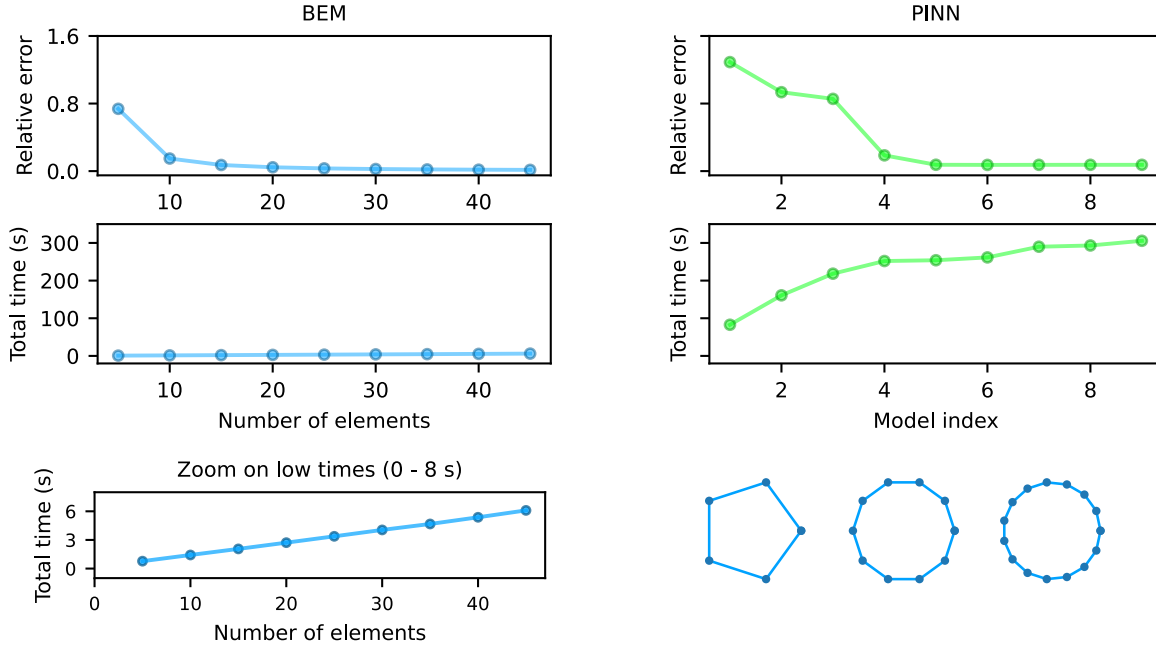 BEM
Relative error
1.6
0.8
0.0
10 20 30 40
Total time (s)
300
200
100
0
10 20 30 40
Number of elements
PINN
Relative error
2 4 6 8
Total time (s)
2 4 6 8
Model index
Zoom on low times (0 - 8 s)
Total time (s)
6
3
0
0 10 20 30 40
Number of elements